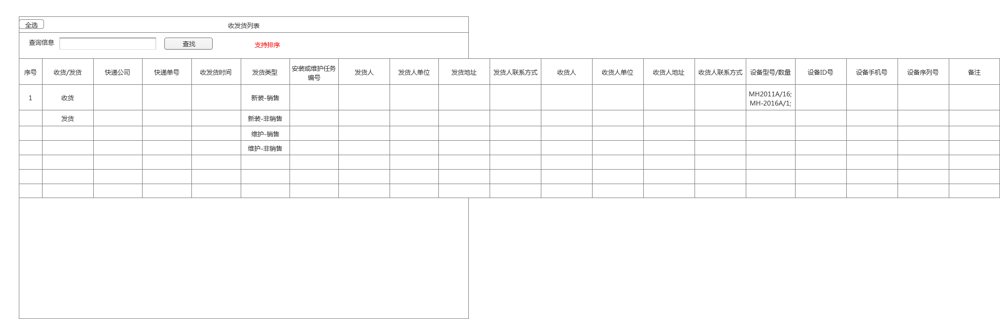 全选
收发货列表
查询信息
查找
支持排序
序号 收货/发货 快递公司 快递单号 收发货时间 发货类型 安装或维护任务 发货人 发货人单位 发货地址 发货人联系方式 收货人 收货人单位 收货人地址 收货人联系方式 设备型号/数量 设备ID号 设备手机号 设备序列号 备注
编号
1 收货 新装-销售 MH2011A/16;
MH-2016A/1;
发货 新装-非销售
维护-销售
维护-非销售